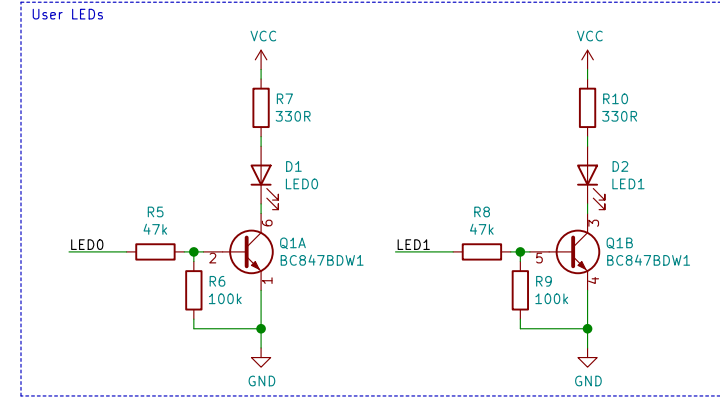 User LEDs
VCC
R7
330R
D1
LED0
6
R5
47k
LED0
2
Q1A
BC847BDW1
R6
100k
1
GND
VCC
R10
330R
D2
LED1
3
R8
47k
LED1
5
Q1B
BC847BDW1
R9
100k
4
GND